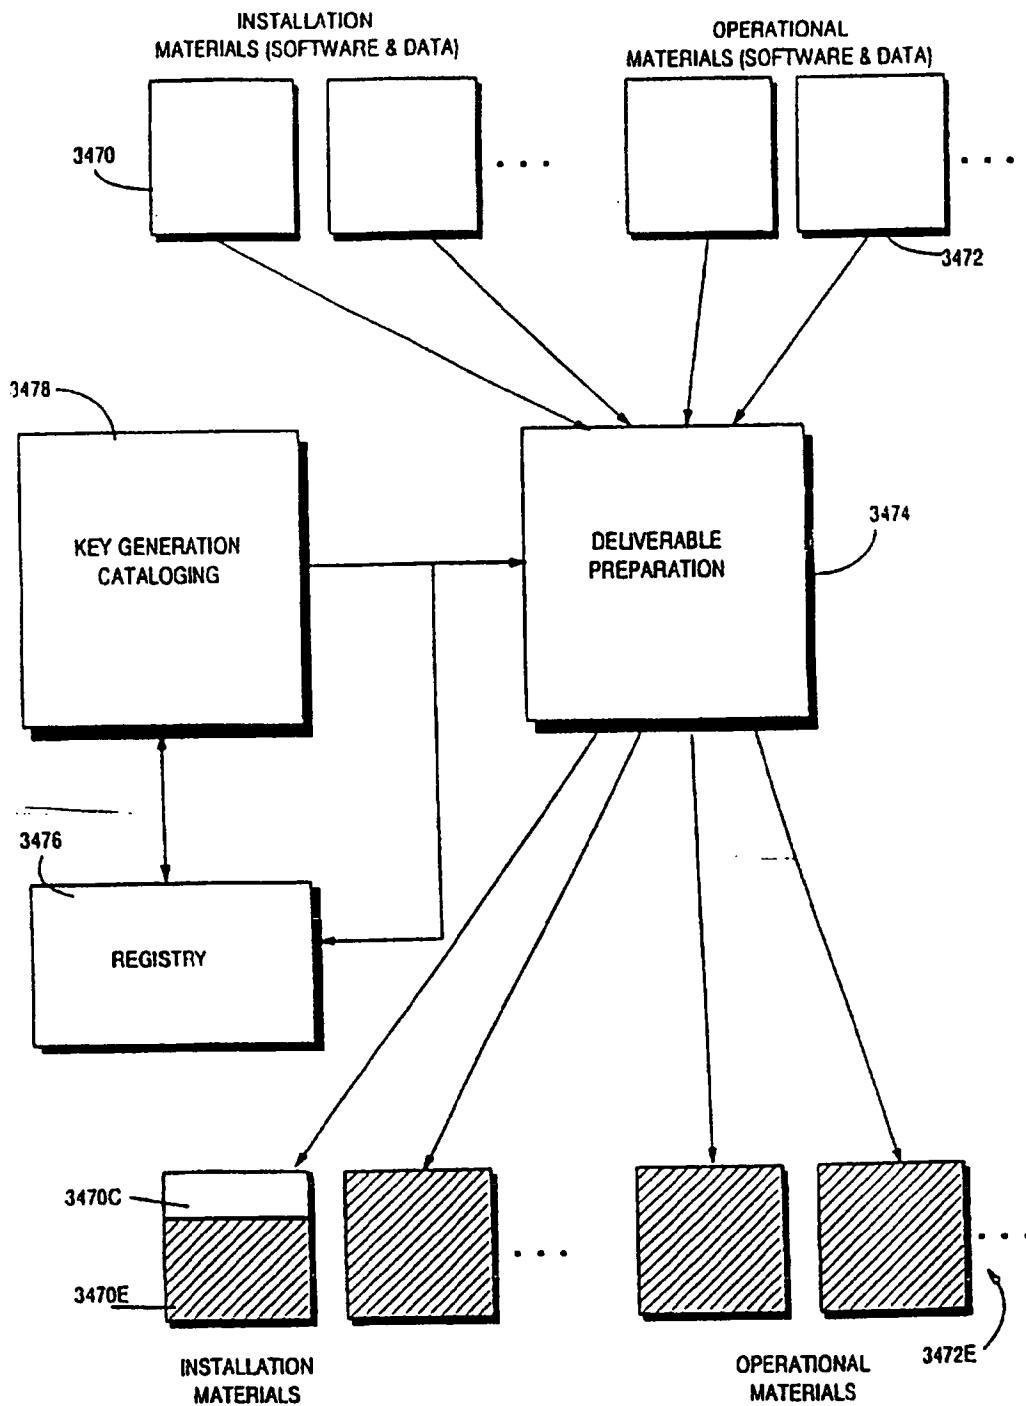 INSTALLATION
MATERIALS (SOFTWARE & DATA)
OPERATIONAL
MATERIALS (SOFTWARE & DATA)
3470
3472
3478
KEY GENERATION
CATALOGING
DELIVERABLE
PREPARATION
3474
3476
REGISTRY
3470C
3470E
3472E
INSTALLATION
MATERIALS
OPERATIONAL
MATERIALS